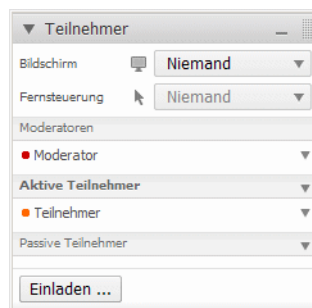 Teilnehmer
Bildschirm Niemand
Fernsteuerung Niemand
Moderatoren
Moderator
Aktive Teilnehmer
Teilnehmer
Passive Teilnehmer
Einladen ...